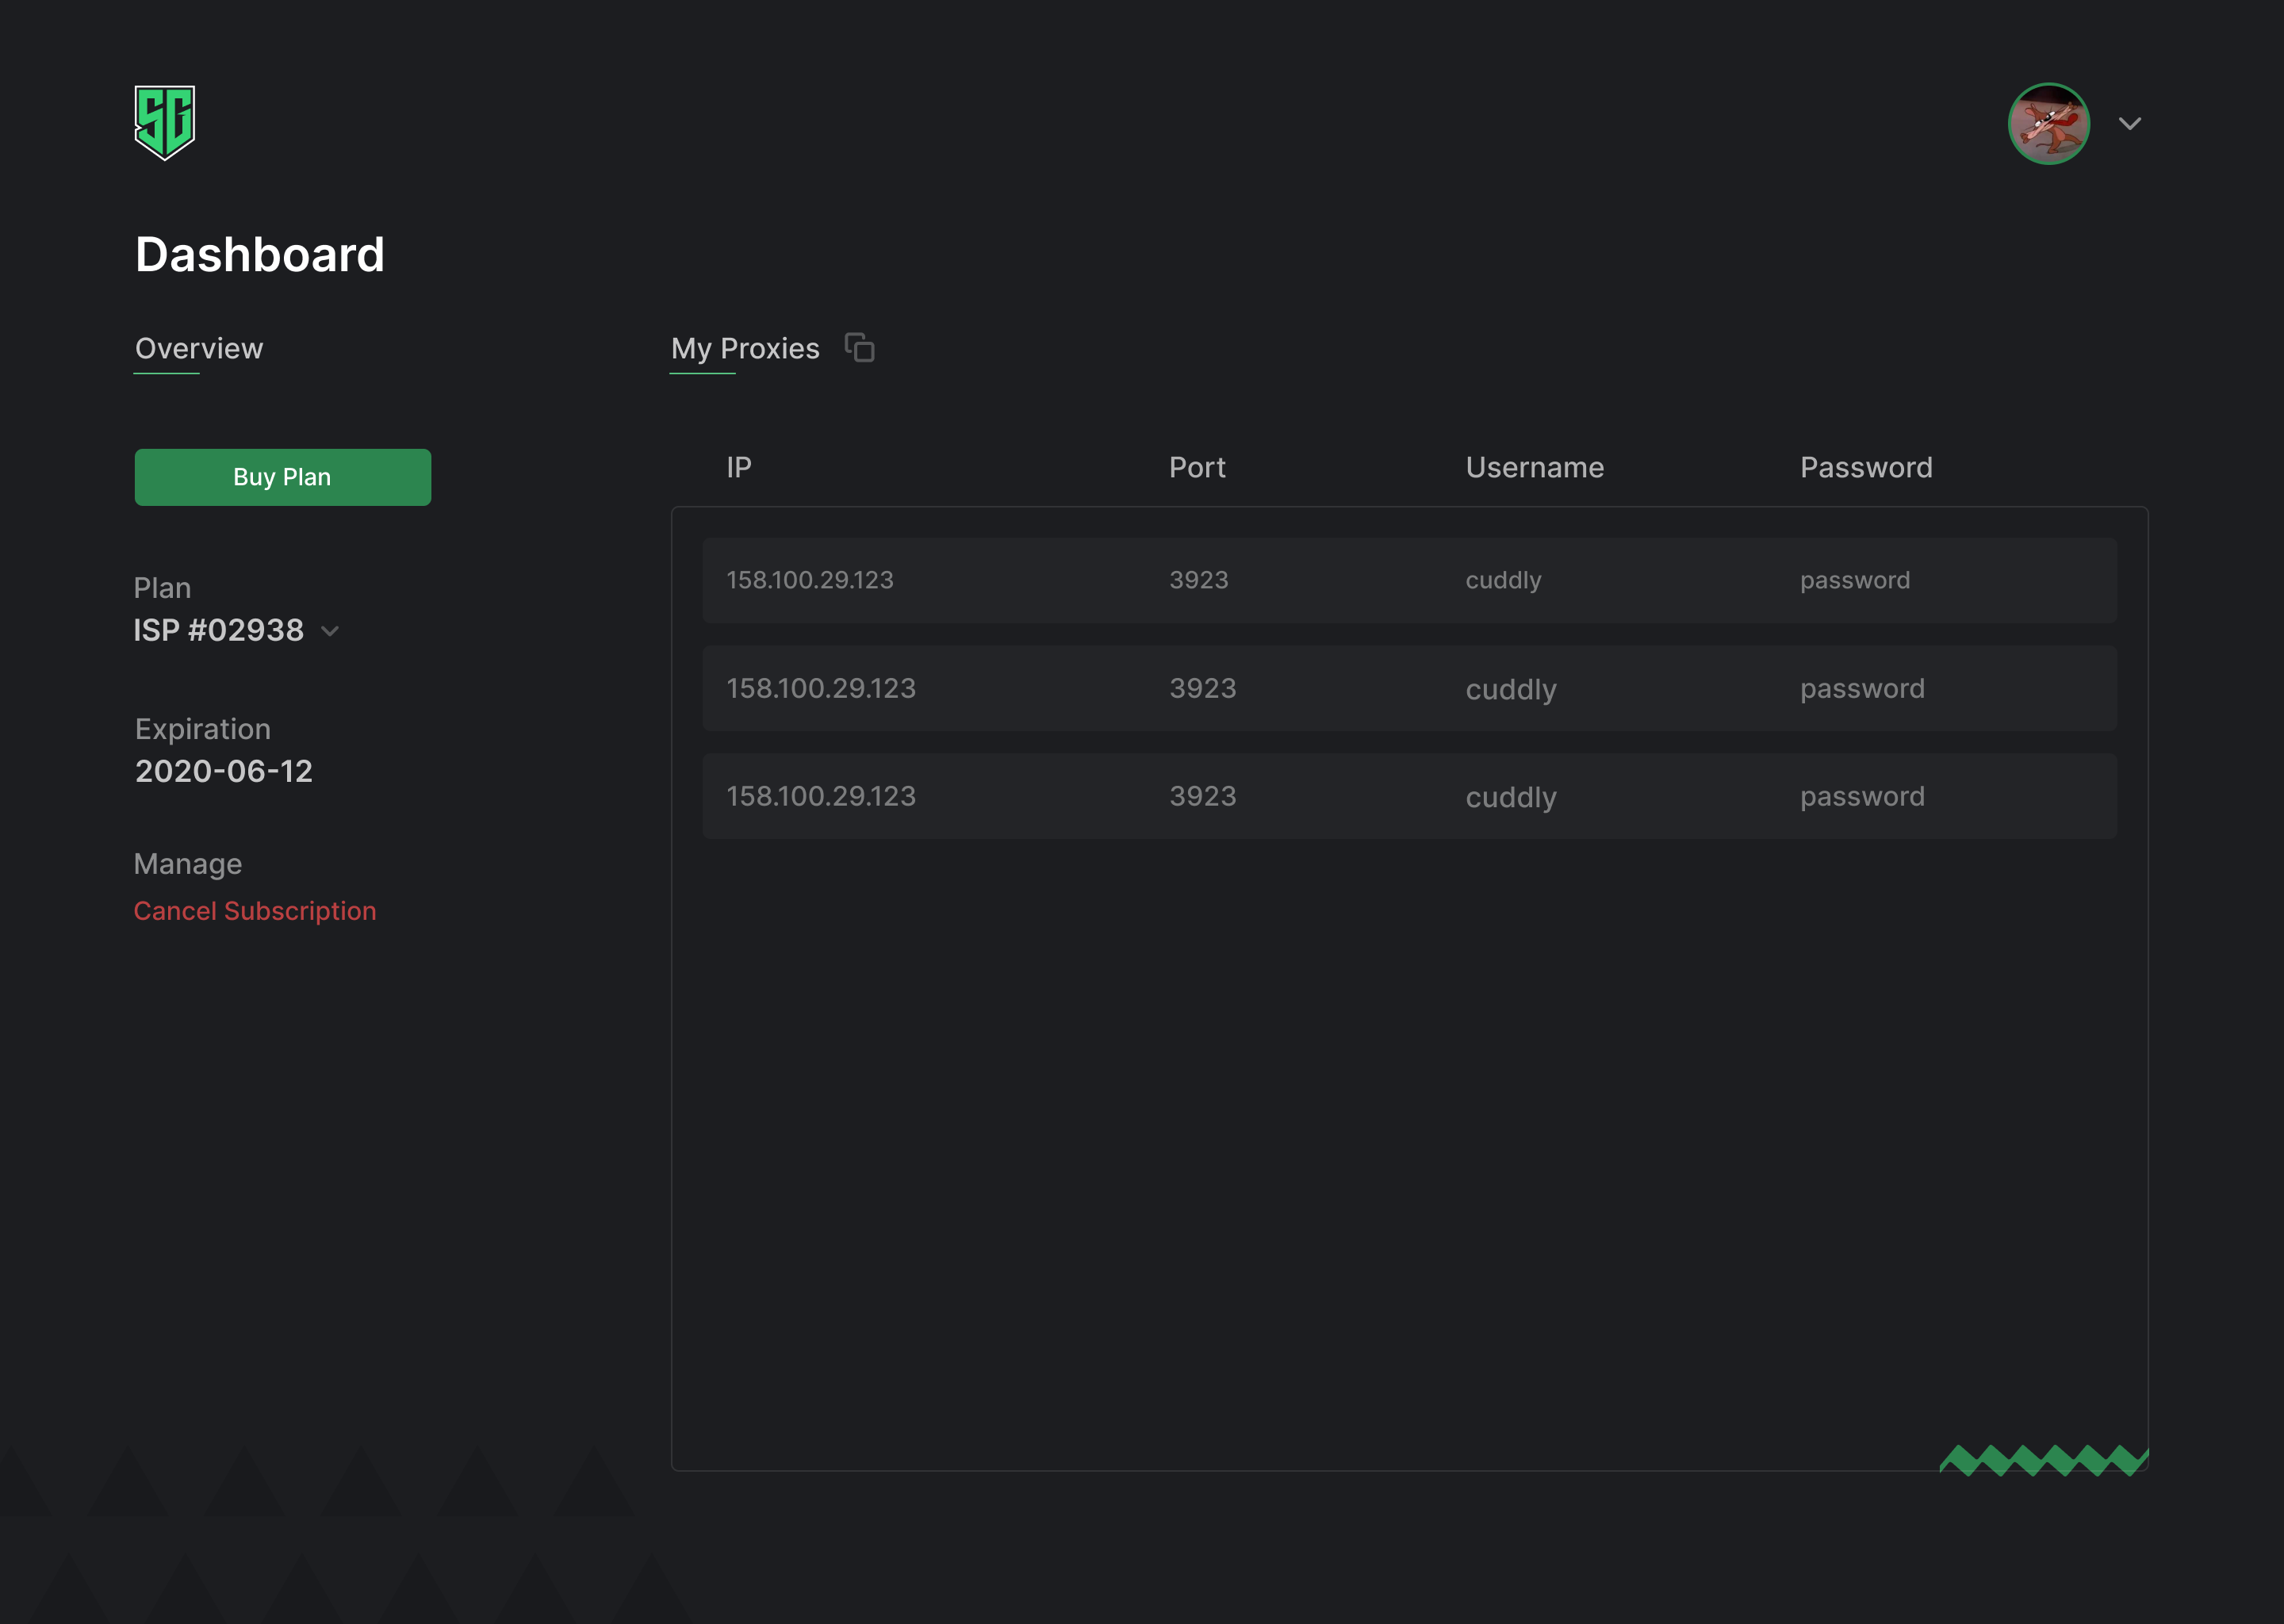 SG
Dashboard
Overview
My Proxies
Buy Plan
IP Port Username Password
158.100.29.123 3923 cuddly password
158.100.29.123 3923 cuddly password
158.100.29.123 3923 cuddly password
Plan
ISP #02938
Expiration
2020-06-12
Manage
Cancel Subscription